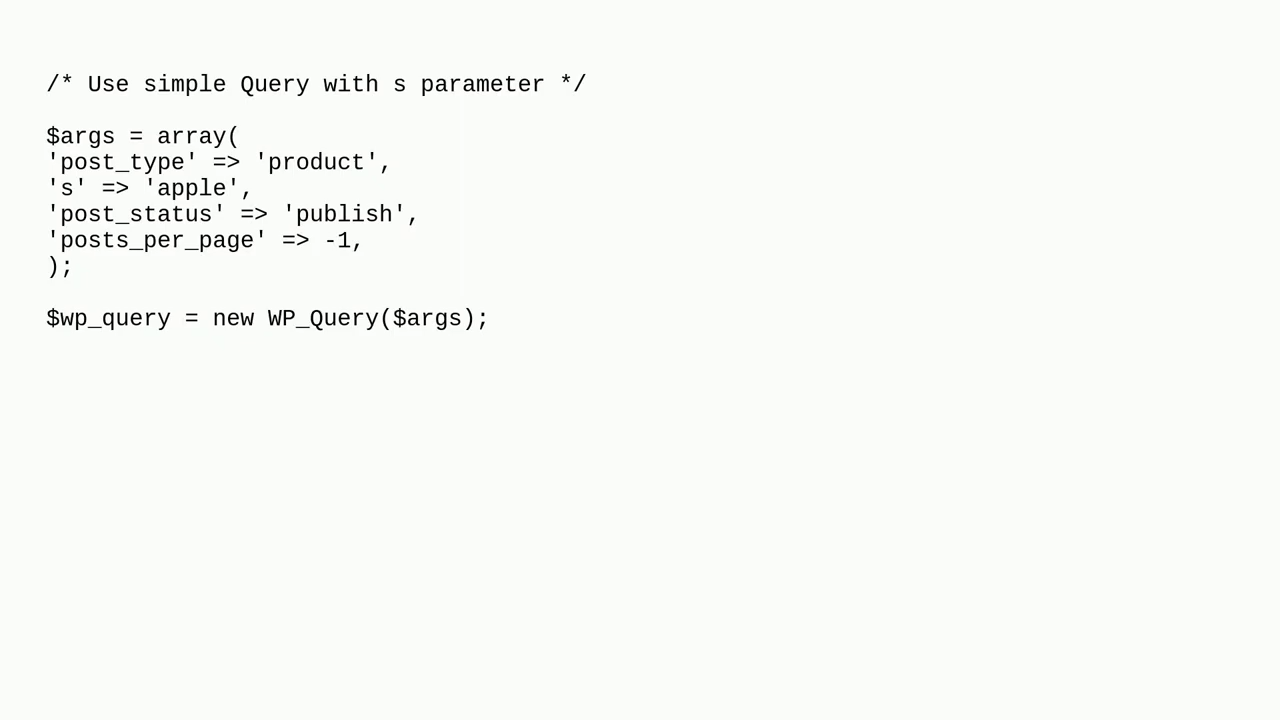 /* Use simple Query with s parameter */
$args = array(
'post_type' => 'product',
's' => 'apple',
'post_status' => 'publish',
'posts_per_page' => -1,
);
$wp_query = new WP_Query($args);